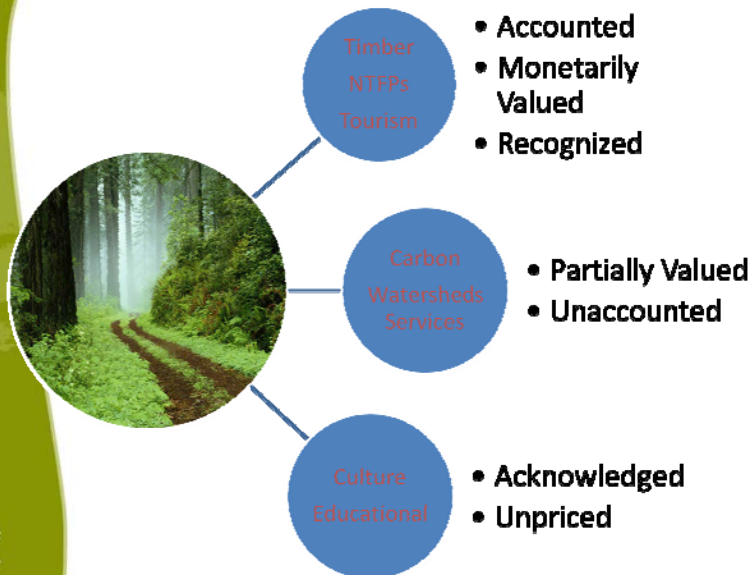 Timber
NTFPs
Tourism
• Accounted
• Monetarily
Valued
• Recognized
Carbon
Watersheds
Services
• Partially Valued
• Unaccounted
Culture
Educational
• Acknowledged
• Unpriced